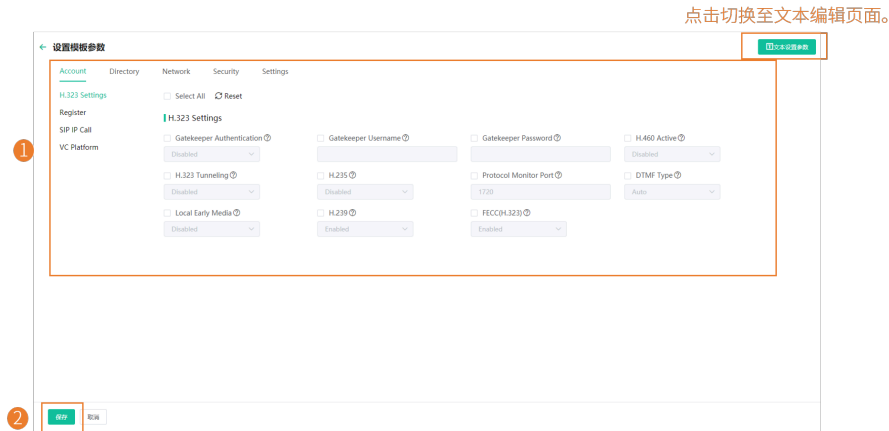 点击切换至文本编辑页面。
← 设置模板参数
文本设置参数
Account Directory Network Security Settings
H.323 Settings
Register
SIP IP Call
VC Platform
Select All Reset
H.323 Settings
Gatekeeper Authentication Gatekeeper Username Gatekeeper Password H.460 Active
Disabled Disabled
H.323 Tunneling H.235 Protocol Monitor Port DTMF Type
Disabled Disabled 1720 Auto
Local Early Media H.239 FECC(H.323)
Disabled Enabled Enabled
1
2
保存 取消